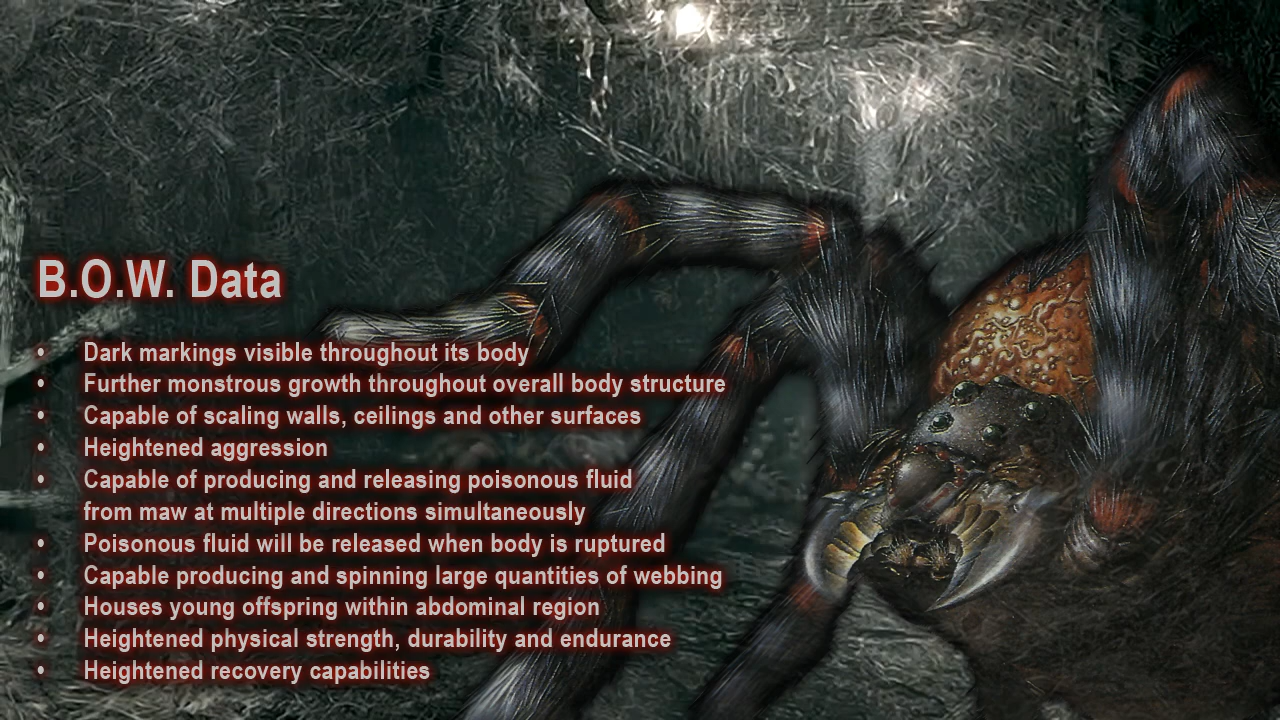 B.O.W. Data
• Dark markings visible throughout its body
• Further monstrous growth throughout overall body structure
• Capable of scaling walls, ceilings and other surfaces
• Heightened aggression
• Capable of producing and releasing poisonous fluid
from maw at multiple directions simultaneously
• Poisonous fluid will be released when body is ruptured
• Capable producing and spinning large quantities of webbing
• Houses young offspring within abdominal region
• Heightened physical strength, durability and endurance
• Heightened recovery capabilities